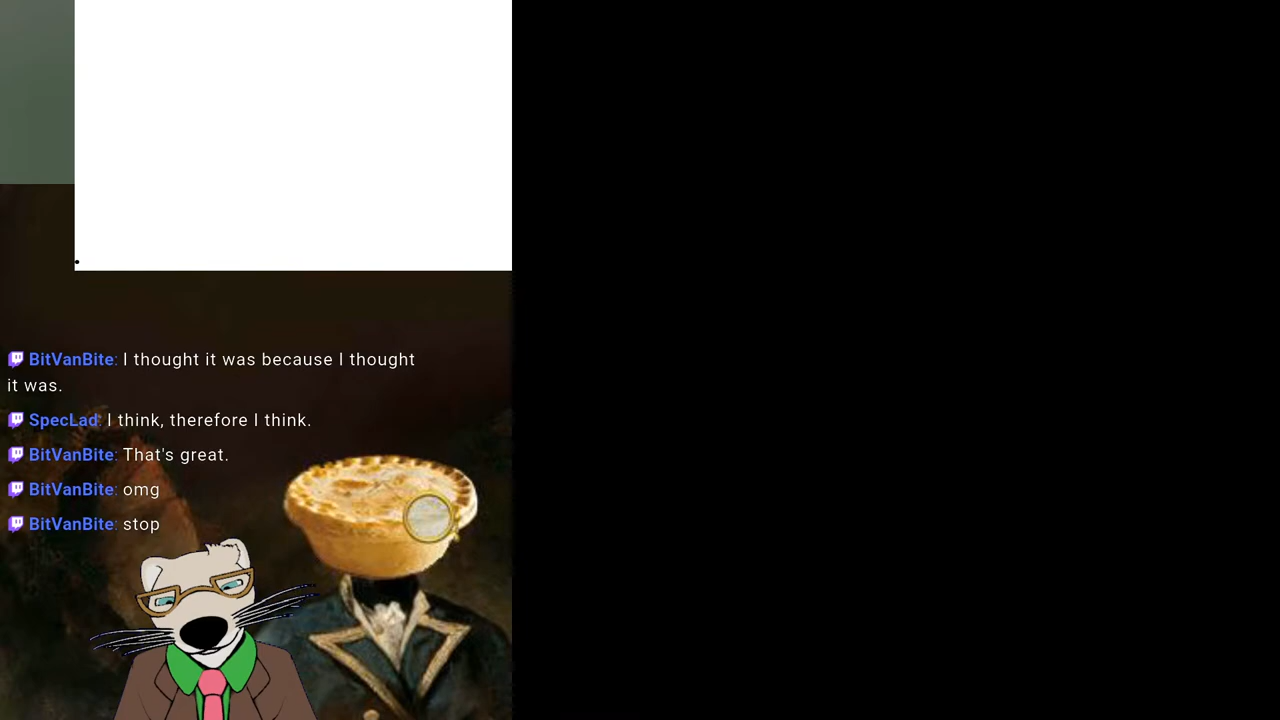 BitVanBite: I thought it was because I thought
it was.
SpecLad: I think, therefore I think.
BitVanBite: That's great.
BitVanBite: omg
BitVanBite: stop